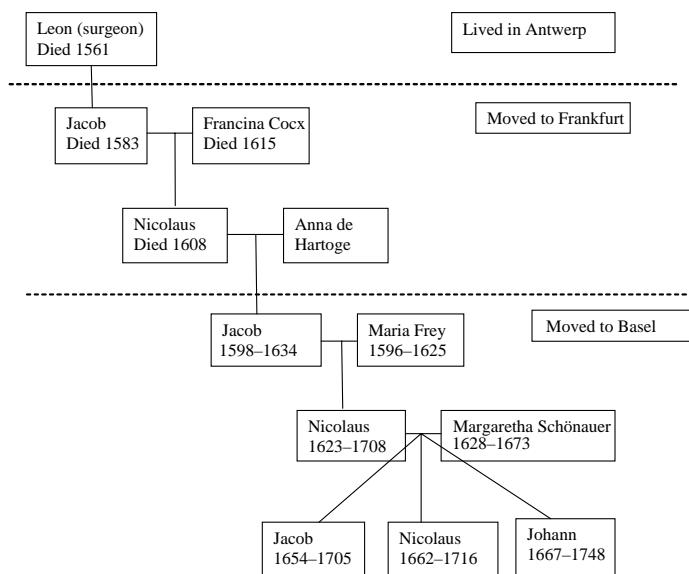 Leon (surgeon)
Died 1561
Lived in Antwerp
Jacob
Died 1583
Francina Cocx
Died 1615
Moved to Frankfurt
Nicolaus
Died 1608
Anna de
Hartoge
Jacob
1598–1634
Maria Frey
1596–1625
Moved to Basel
Nicolaus
1623–1708
Margaretha Schönauer
1628–1673
Jacob
1654–1705
Nicolaus
1662–1716
Johann
1667–1748